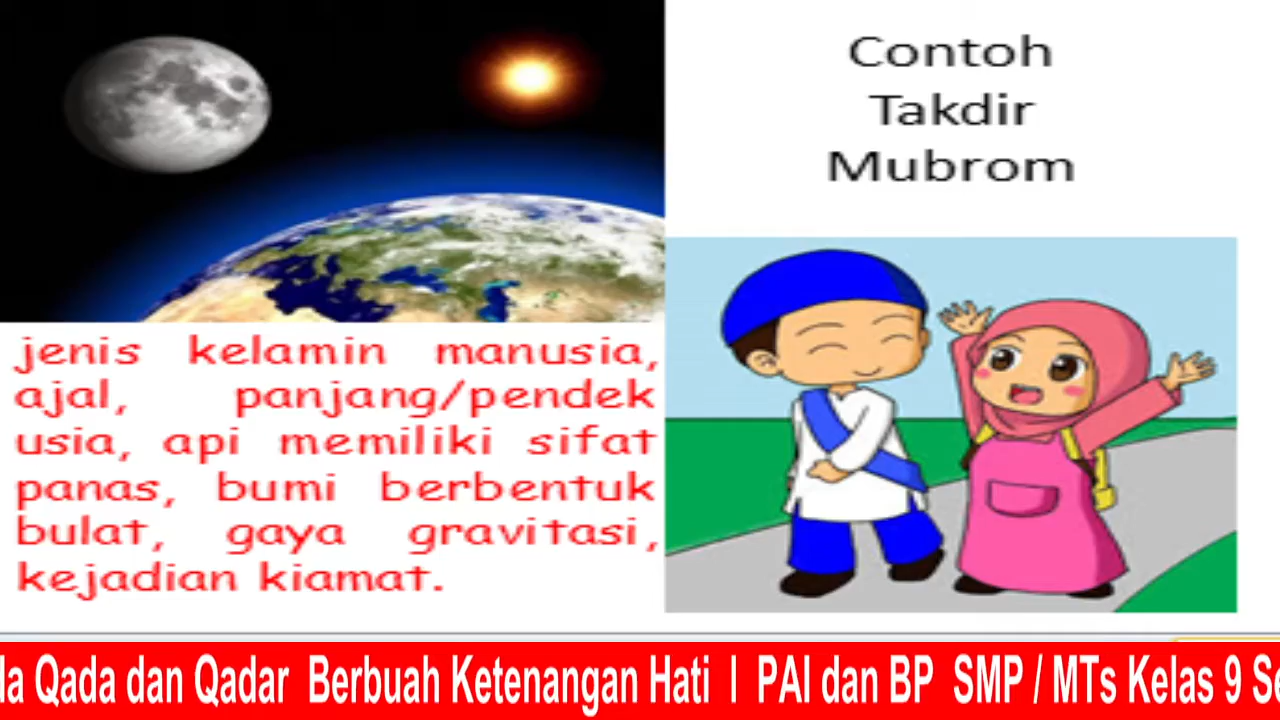 Contoh
Takdir
Mubrom
jenis kelamin manusia,
ajal, panjang/pendek
usia, api memiliki sifat
panas, bumi berbentuk
bulat, gaya gravitasi,
kejadian kiamat.
Qada dan Qadar Berbuah Ketenangan Hati I PAI dan BP SMP / MTs Kelas 9